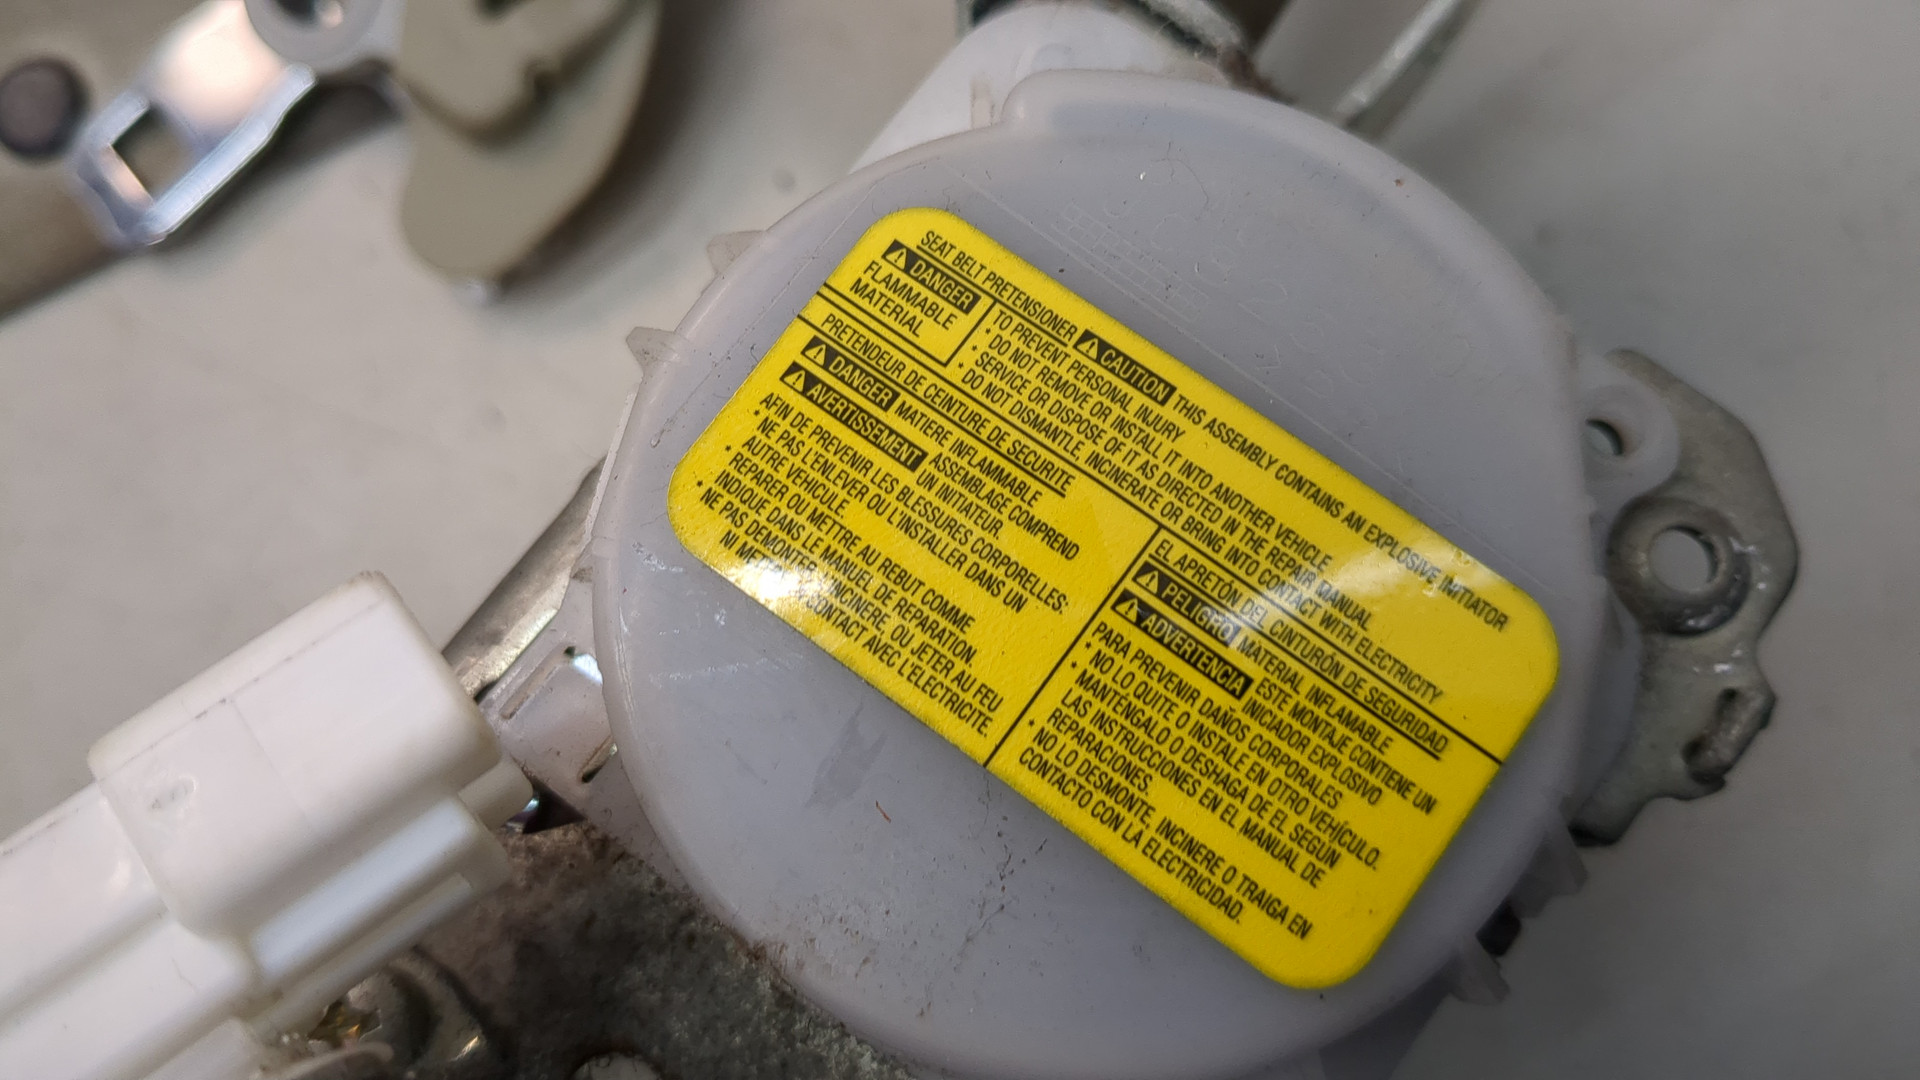 SEAT BELT PRETENSIONER
DANGER
FLAMMABLE
MATERIAL
CAUTION THIS ASSEMBLY CONTAINS AN EXPLOSIVE INITIATOR
TO PREVENT PERSONAL INJURY
* DO NOT REMOVE OR INSTALL IT INTO ANOTHER VEHICLE
* SERVICE OR DISPOSE OF IT AS DIRECTED IN THE REPAIR MANUAL
* DO NOT DISMANTLE, INCINERATE OR BRING INTO CONTACT WITH ELECTRICITY
PRETENDEUR DE CEINTURE DE SECURITE
DANGER MATIERE INFLAMMABLE
AVERTISSEMENT ASSEMBLAGE COMPREND
UN INITIATEUR.
AFIN DE PREVENIR LES BLESSURES CORPORELLES:
* NE PAS L'ENLEVER OU L'INSTALLER DANS UN
AUTRE VEHICULE.
* REPARER OU METTRE AU REBUT COMME
INDIQUE DANS LE MANUEL DE REPARATION.
* NE PAS DEMONTER, INCINERE, OU JETER AU FEU
NI METTRE CONTACT AVEC L'ELECTRICITE.
EL APRETÓN DEL CINTURÓN DE SEGURIDAD
PELIGRO MATERIAL INFLAMABLE
ADVERTENCIA ESTE MONTAJE CONTIENE UN
INICIADOR EXPLOSIVO
PARA PREVENIR DAÑOS CORPORALES
* NO LO QUITE O INSTALE EN OTRO VEHÍCULO.
* MANTENGALO O DESHAGA DE EL SEGÚN
LAS INSTRUCCIONES EN EL MANUAL DE
REPARACIONES.
* NO LO DESMONTE, INCINERE O TRAIGA EN
CONTACTO CON LA ELECTRICIDAD.